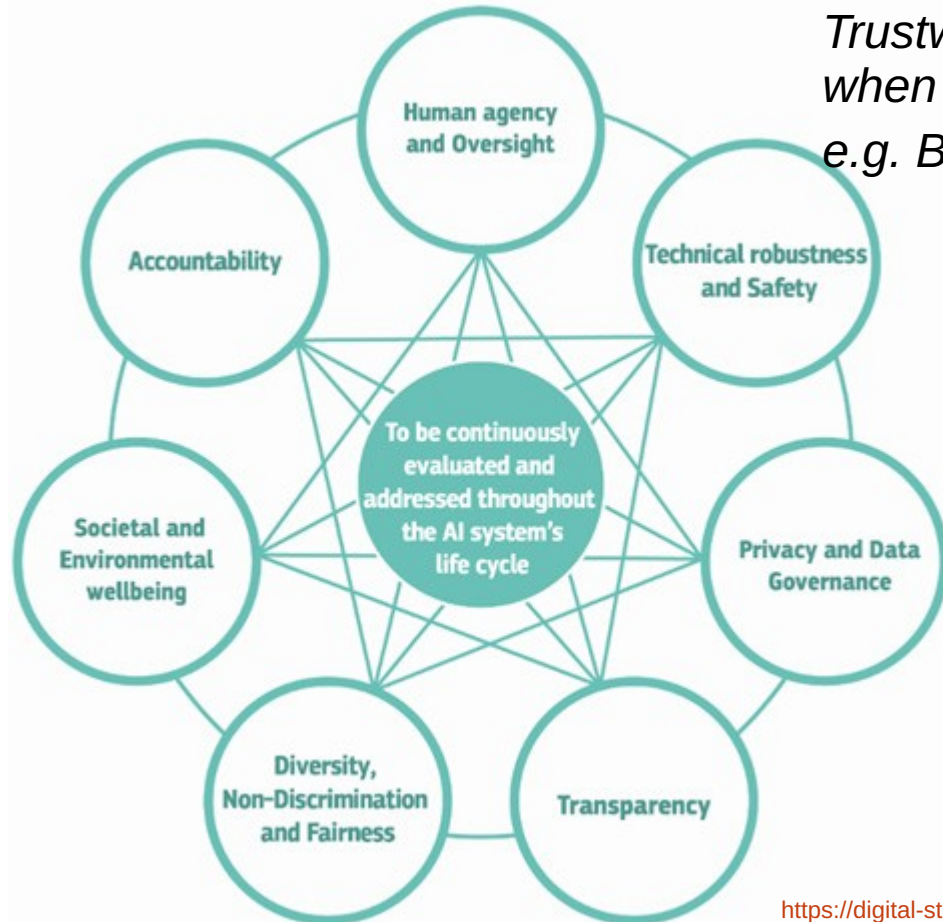 Human agency
and Oversight
when
e.g. B
Technical robustness
and Safety
Accountability
To be continuously
evaluated and
addressed throughout
the AI system's
life cycle
Societal and
Environmental
wellbeing
Privacy and Data
Governance
Diversity,
Non-Discrimination
and Fairness
Transparency
https://digital-st